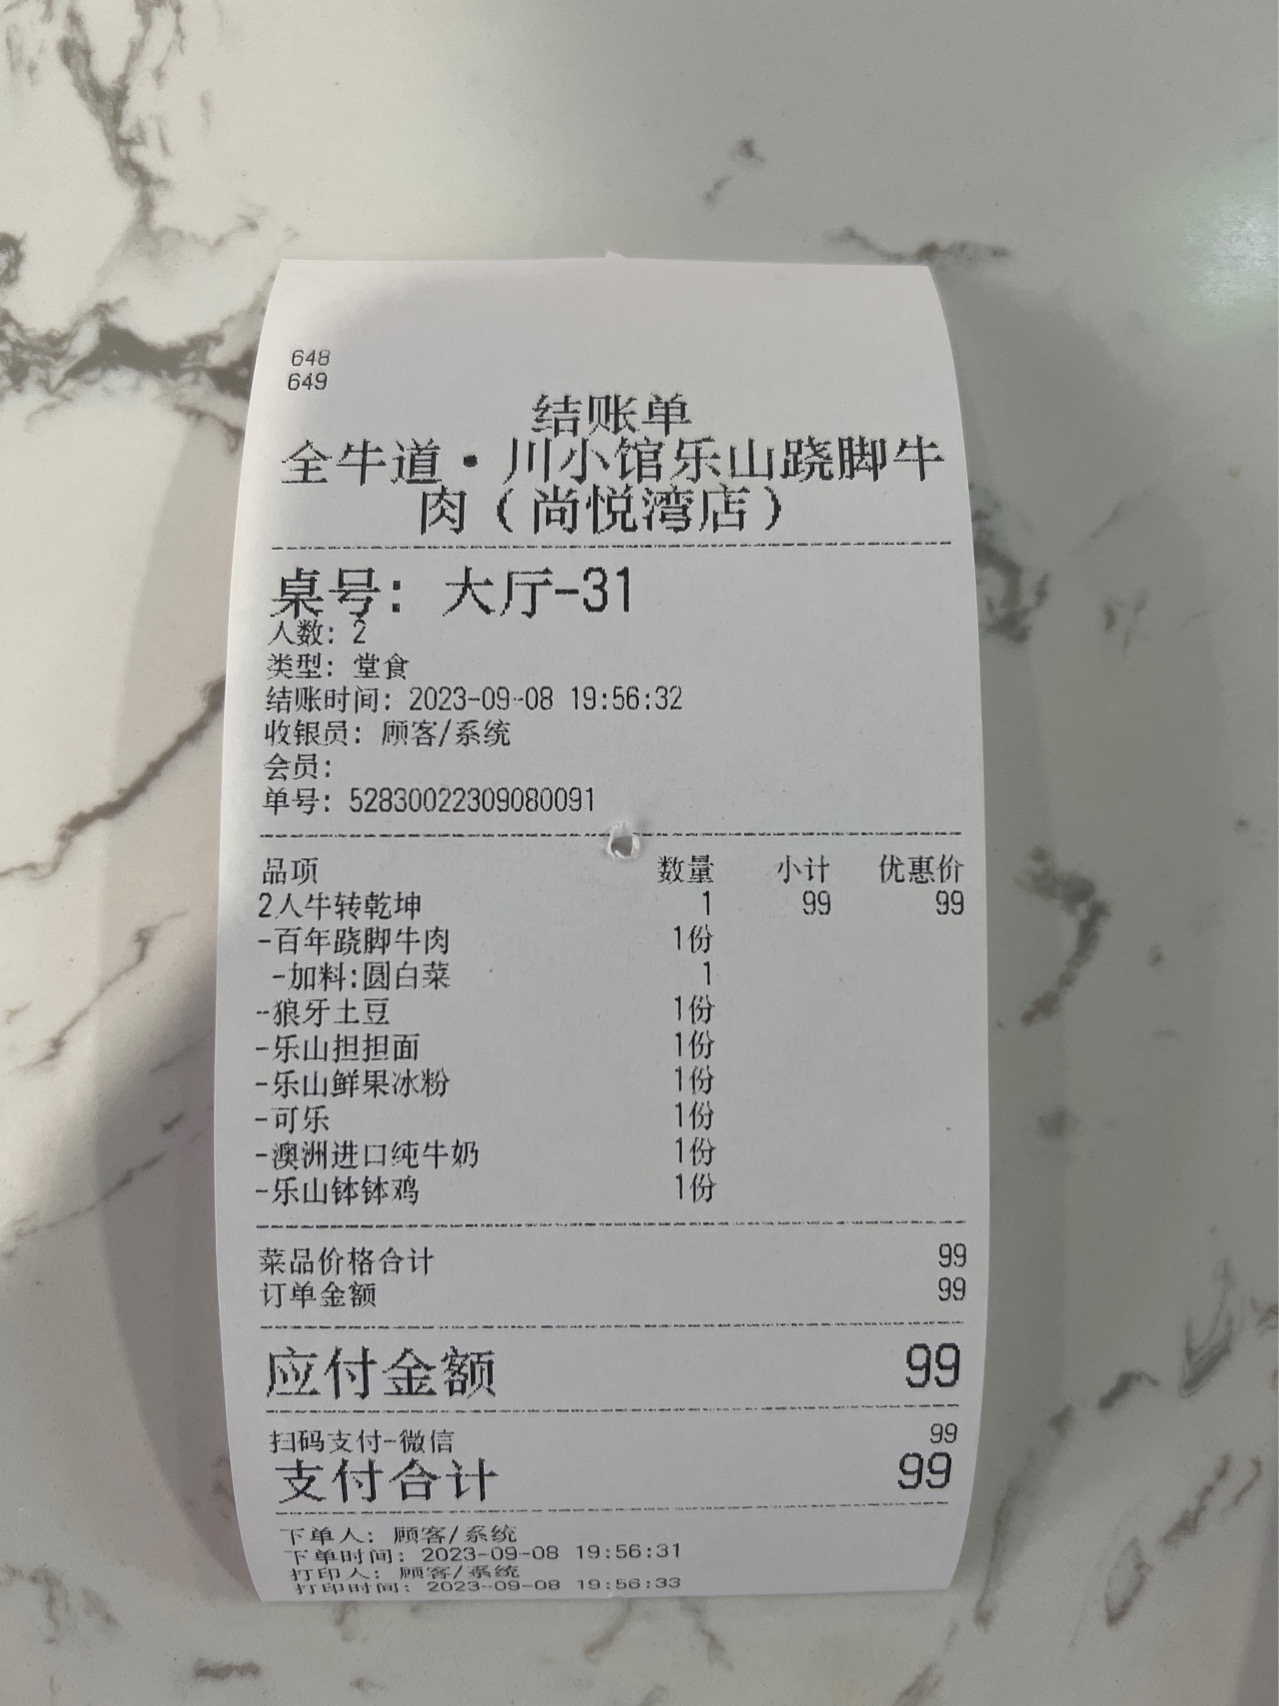 648
649
结账单
全牛道·川小馆乐山跷脚牛
肉(尚悦湾店)
桌号: 大厅-31
人数: 2
类型: 堂食
结账时间: 2023-09-08 19:56:32
收银员: 顾客/系统
会员:
单号: 52830022309080091
品项 数量 小计 优惠价
2人牛转乾坤 1 99 99
-百年跷脚牛肉 1份
-加料:圆白菜 1
-狼牙土豆 1份
-乐山担担面 1份
-乐山鲜果冰粉 1份
-可乐 1份
-澳洲进口纯牛奶 1份
-乐山钵钵鸡 1份
菜品价格合计 99
订单金额 99
应付金额 99
扫码支付-微信 99
支付合计 99
下单人: 顾客/系统
下单时间: 2023-09-08 19:56:31
打印人: 顾客/系统
打印时间: 2023-09-08 19:56:33